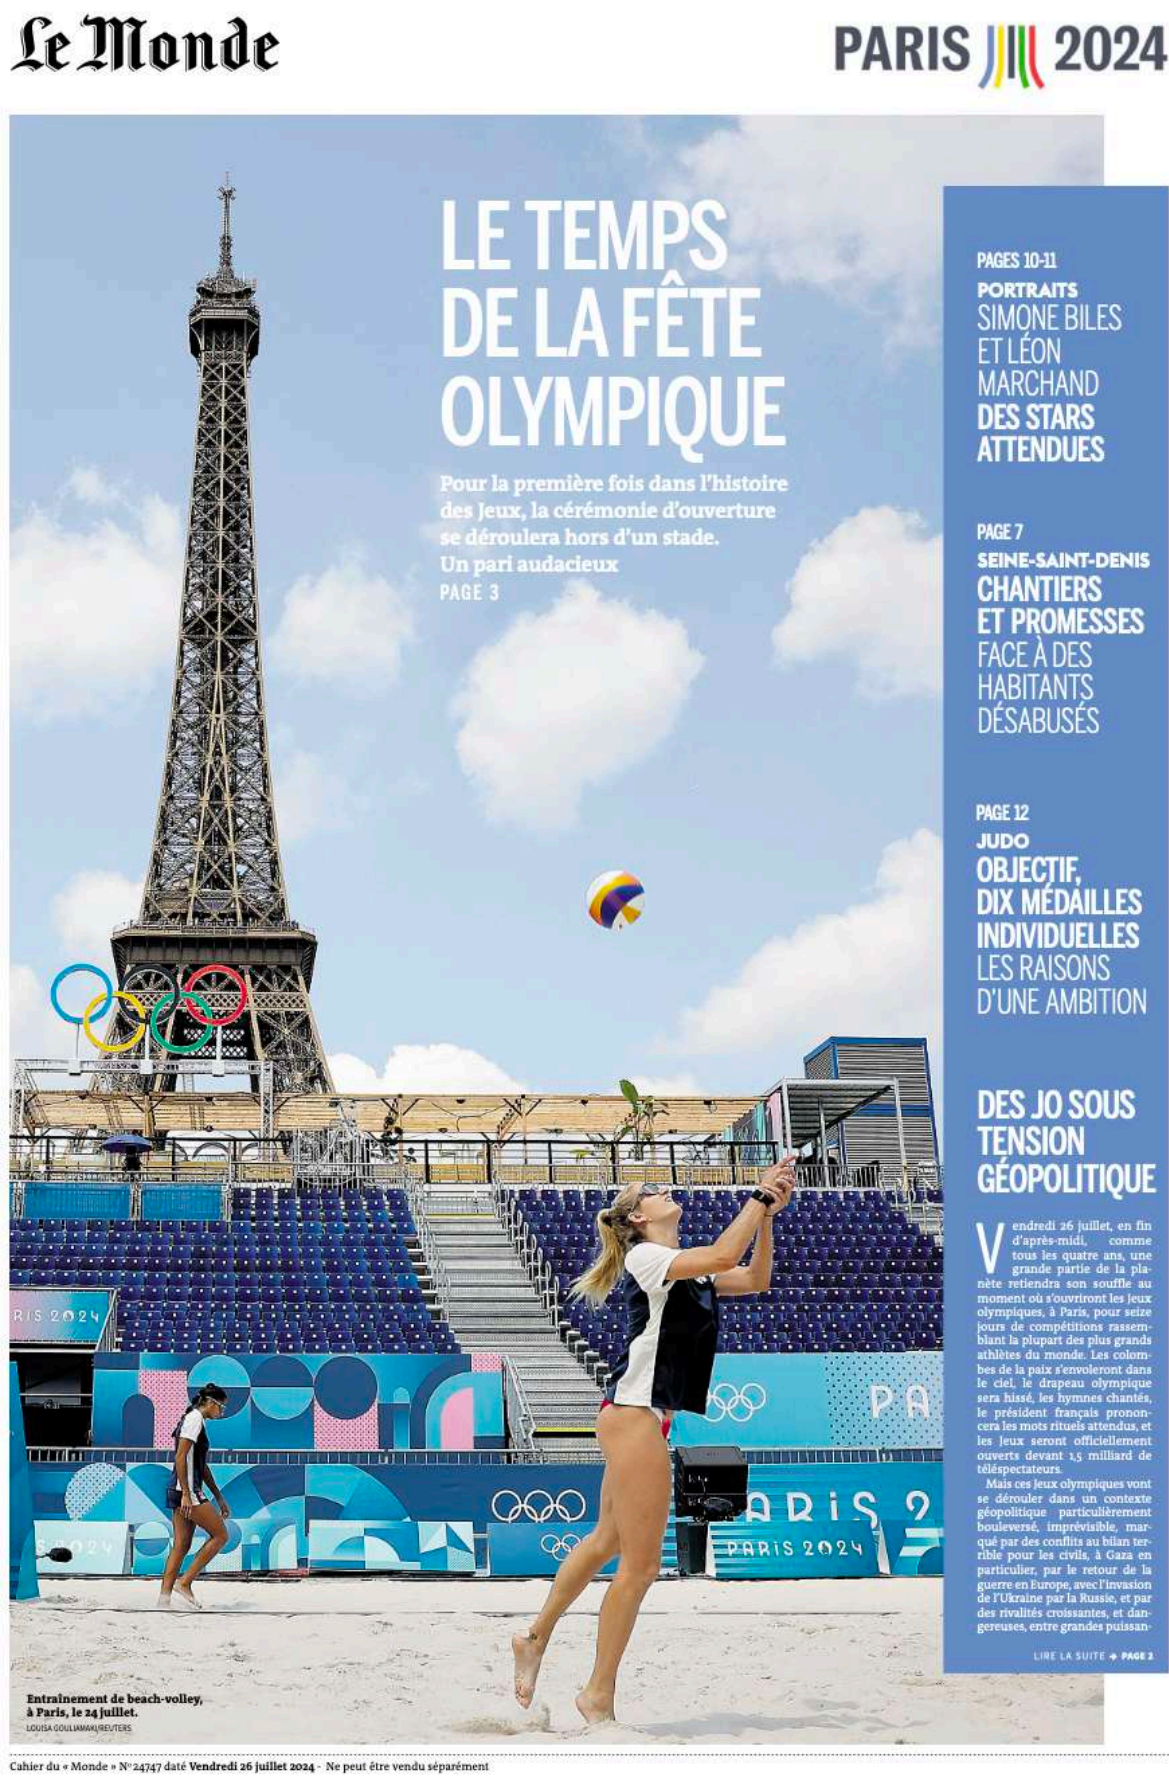 Le Monde
PARIS 2024
LE TEMPS
DE LA FÊTE
OLYMPIQUE
Pour la première fois dans l'histoire
des Jeux, la cérémonie d'ouverture
se déroulera hors d'un stade.
Un pari audacieux
PAGE 3
PAGES 10-11
PORTRAITS
SIMONE BILES
ET LÉON
MARCHAND
DES STARS
ATTENDUES
PAGE 7
SEINE-SAINT-DENIS
CHANTIERS
ET PROMESSES
FACE À DES
HABITANTS
DÉSABUSÉS
PAGE 12
JUDO
OBJECTIF,
DIX MÉDAILLES
INDIVIDUELLES
LES RAISONS
D'UNE AMBITION
DES JO SOUS
TENSION
GÉOPOLITIQUE
Vendredi 26 juillet, en fin
d'après-midi, comme
tous les quatre ans, une
grande partie de la pla-
nète retiendra son souffle au
moment où s'ouvriront les Jeux
olympiques, à Paris, pour seize
jours de compétitions rassem-
blant la plupart des plus grands
athlètes du monde. Les colom-
bes de la paix s'envoleront dans
le ciel, le drapeau olympique
sera hissé, les hymnes chantés,
le président français pronon-
cera les mots rituels attendus, et
les Jeux seront officiellement
ouverts devant 1,5 milliard de
téléspectateurs.
Mais ces Jeux olympiques vont
se dérouler dans un contexte
géopolitique particulièrement
bouleversé, imprévisible, mar-
qué par des conflits au bilan ter-
rible pour les civils, à Gaza en
particulier, par le retour de la
guerre en Europe, avec l'invasion
de l'Ukraine par la Russie, et par
des rivalités croissantes, et dan-
gereuses, entre grandes puissan-
LIRE LA SUITE → PAGE 2
RIS 2024
PA
ARIS 2
S 2024
PARIS 2024
Entraînement de beach-volley,
à Paris, le 24 juillet.
LOUISA GOULIAMAKI/REUTERS
Cahier du « Monde » N° 24747 daté Vendredi 26 juillet 2024 - Ne peut être vendu séparément